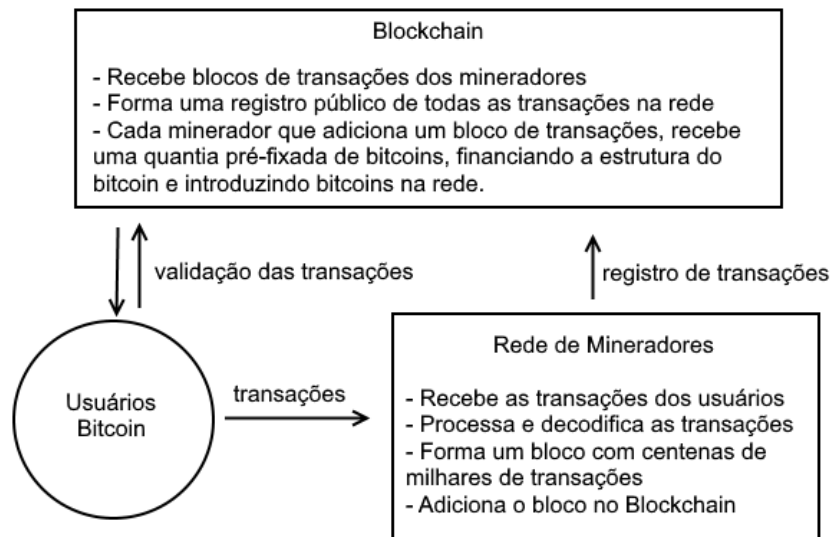 Blockchain
- Recebe blocos de transações dos mineradores
- Forma uma registro público de todas as transações na rede
- Cada minerador que adiciona um bloco de transações, recebe
uma quantia pré-fixada de bitcoins, financiando a estrutura do
bitcoin e introduzindo bitcoins na rede.
validação das transações
registro de transações
Usuários
Bitcoin
transações
Rede de Mineradores
- Recebe as transações dos usuários
- Processa e decodifica as transações
- Forma um bloco com centenas de
milhares de transações
- Adiciona o bloco no Blockchain